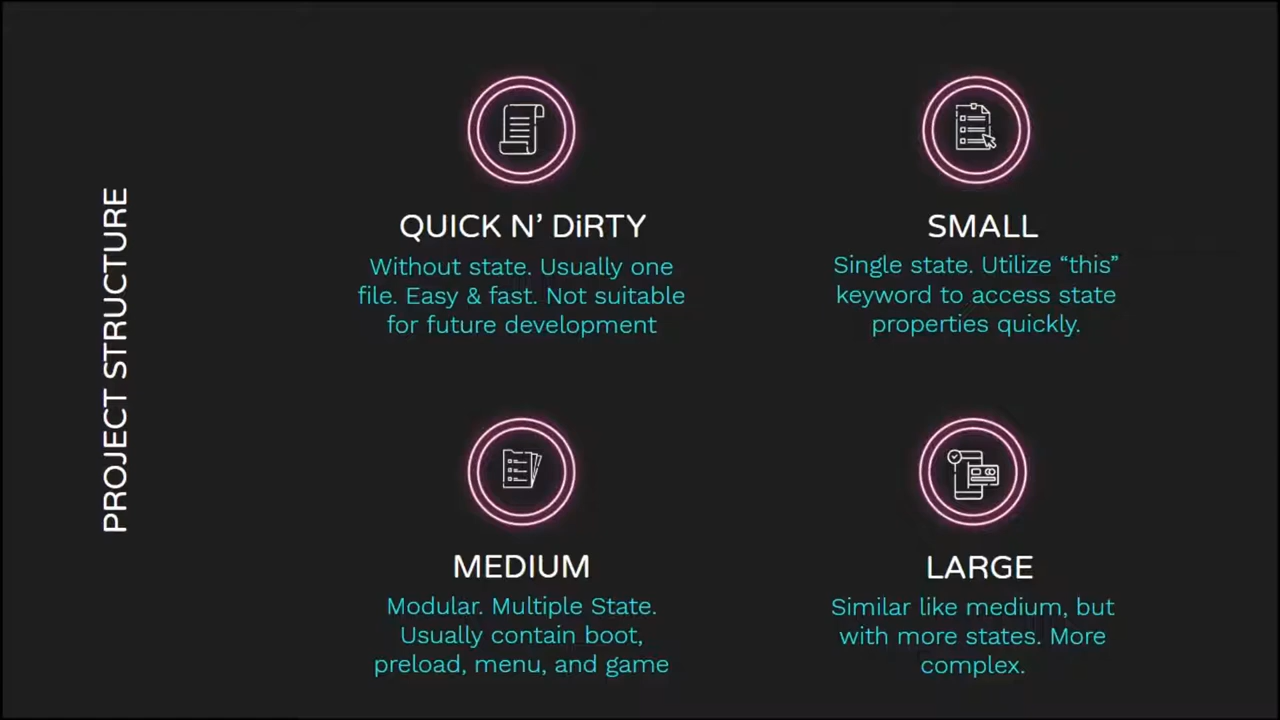 PROJECT STRUCTURE
QUICK N’ DiRTY
Without state. Usually one
file. Easy & fast. Not suitable
for future development
SMALL
Single state. Utilize “this”
keyword to access state
properties quickly.
MEDIUM
Modular. Multiple State.
Usually contain boot,
preload, menu, and game
LARGE
Similar like medium, but
with more states. More
complex.